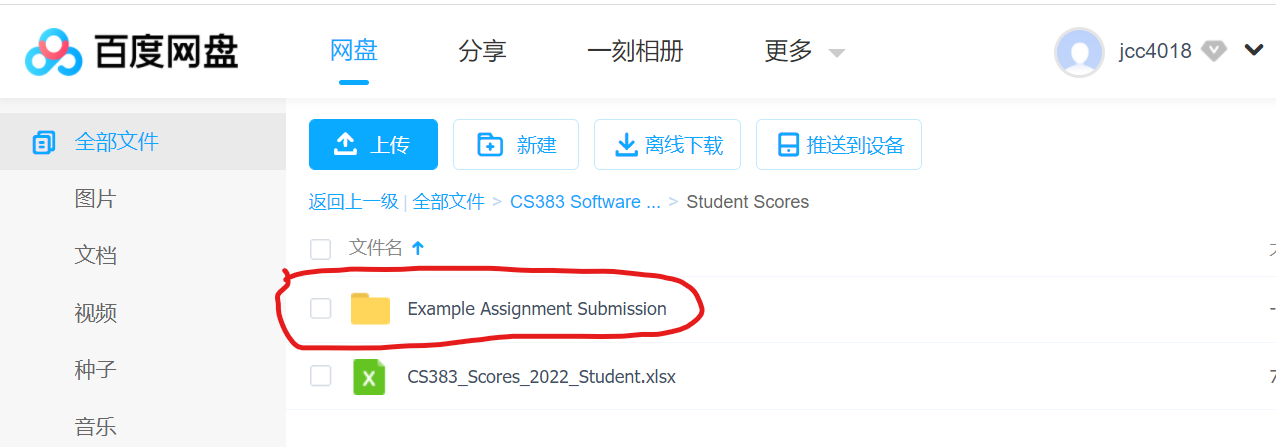 百度网盘 网盘 分享 一刻相册 更多 jcc4018
全部文件
图片
文档
视频
种子
音乐
上传 新建 离线下载 推送到设备
返回上一级 | 全部文件 > CS383 Software ... > Student Scores
文件名
Example Assignment Submission
CS383_Scores_2022_Student.xlsx